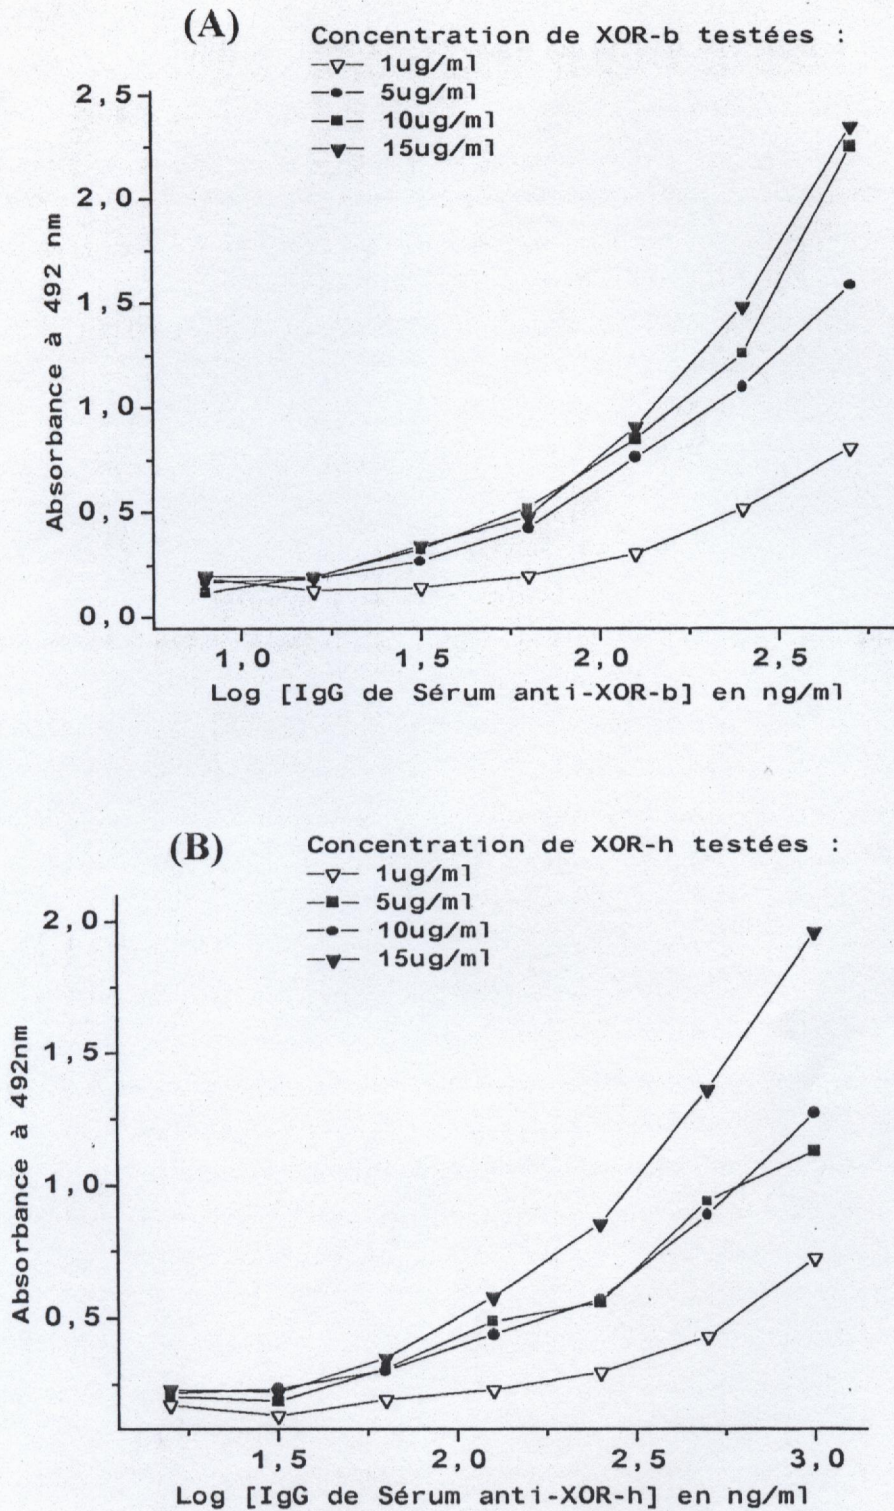 (A)
Concentration de XOR-b testées :
1ug/ml
5ug/ml
10ug/ml
15ug/ml
2,5
2,0
1,5
1,0
0,5
0,0
Absorbance à 492 nm
1,0 1,5 2,0 2,5
Log [IgG de Sérum anti-XOR-b] en ng/ml
(B)
Concentration de XOR-h testées :
1ug/ml
5ug/ml
10ug/ml
15ug/ml
2,0
1,5
1,0
0,5
Absorbance à 492nm
1,5 2,0 2,5 3,0
Log [IgG de Sérum anti-XOR-h] en ng/ml